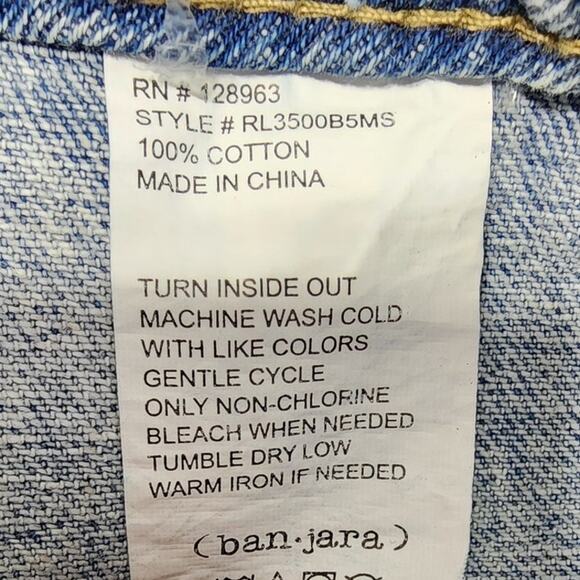 RN # 128963
STYLE # RL3500B5MS
100% COTTON
MADE IN CHINA
TURN INSIDE OUT
MACHINE WASH COLD
WITH LIKE COLORS
GENTLE CYCLE
ONLY NON-CHLORINE
BLEACH WHEN NEEDED
TUMBLE DRY LOW
WARM IRON IF NEEDED
(ban·jara)